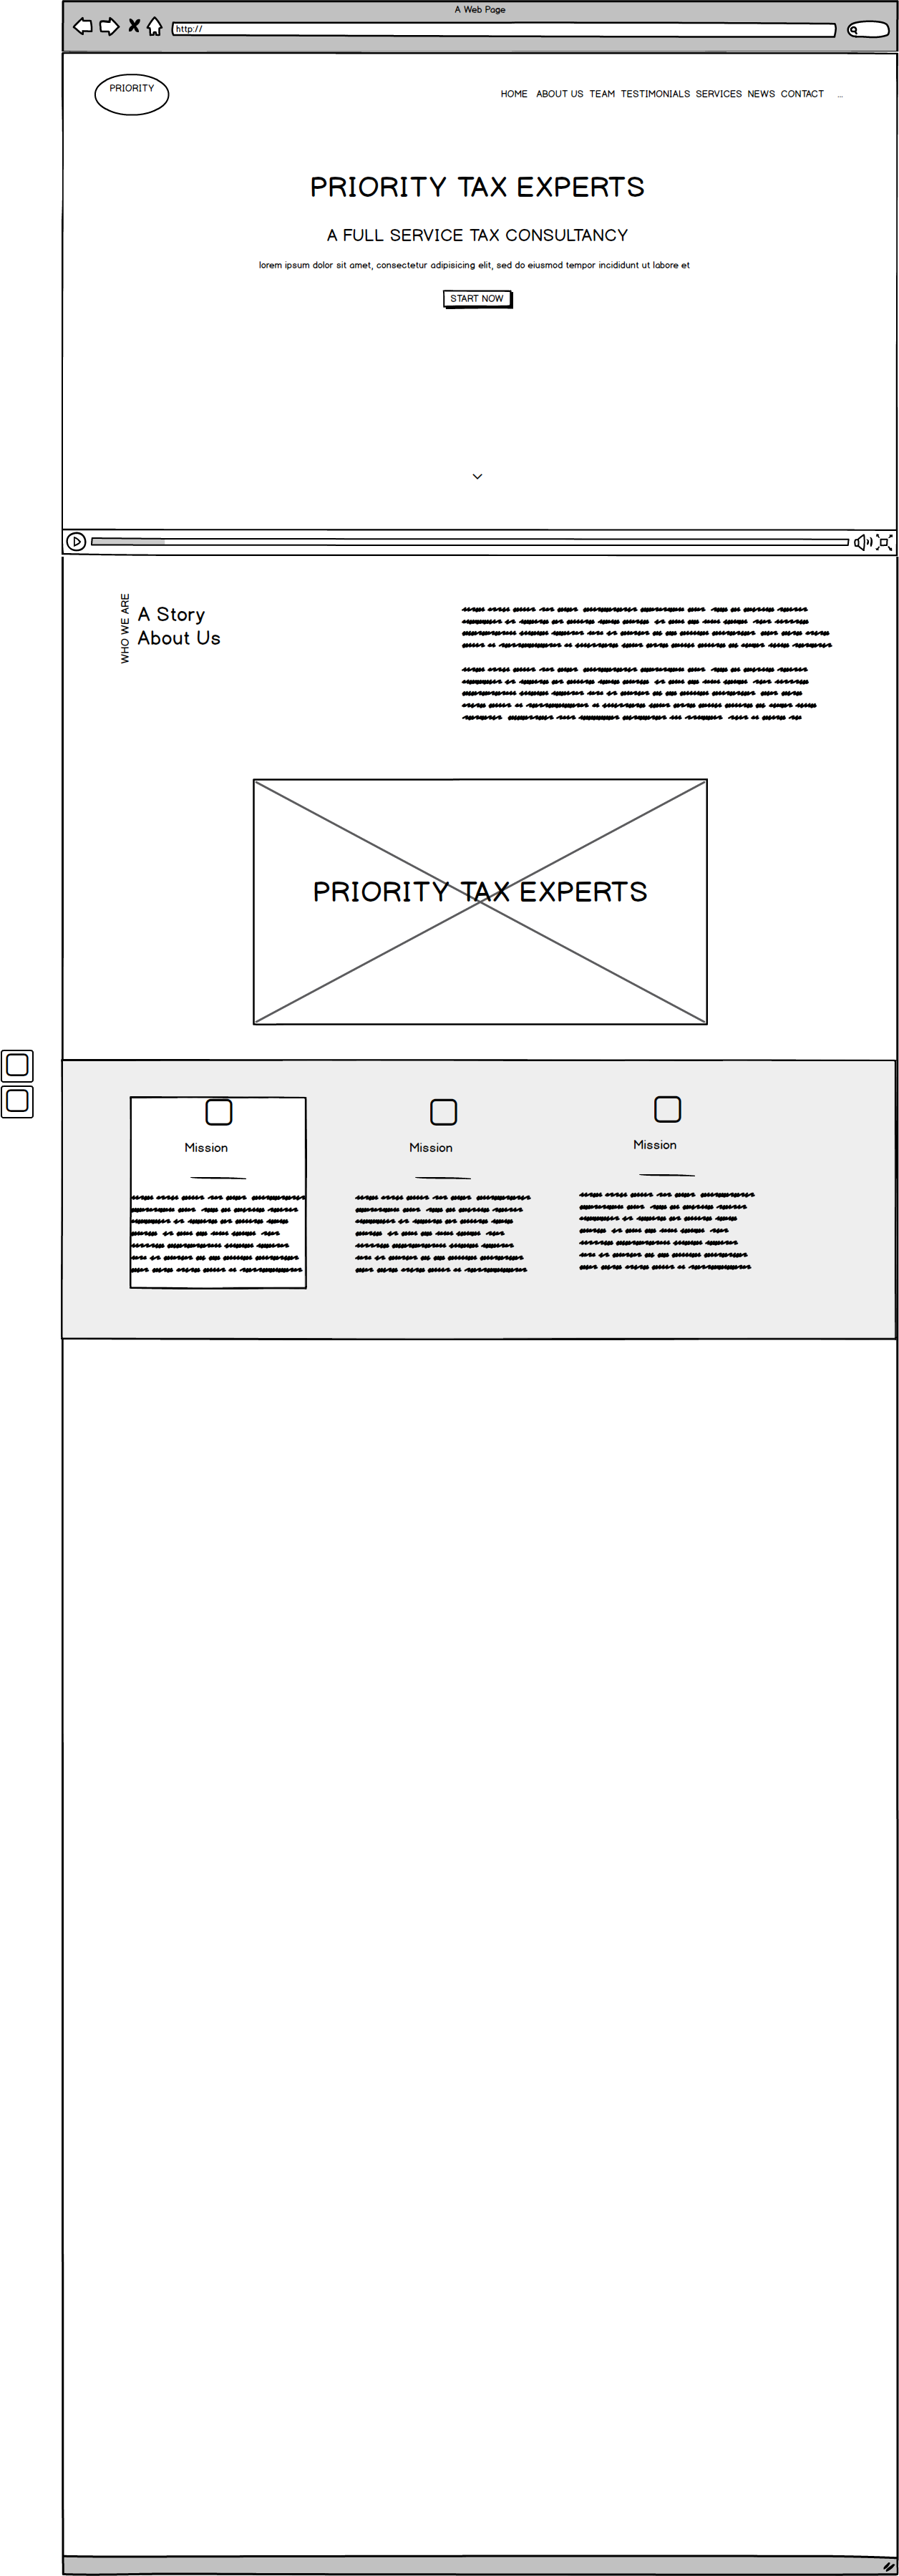 A Web Page
http://
PRIORITY
HOME ABOUT US TEAM TESTIMONIALS SERVICES NEWS CONTACT ...
PRIORITY TAX EXPERTS
A FULL SERVICE TAX CONSULTANCY
lorem ipsum dolor sit amet, consectetur adipisicing elit, sed do eiusmod tempor incididunt ut labore et
START NOW
WHO WE ARE
A Story
About Us
PRIORITY TAX EXPERTS
Mission
Mission
Mission